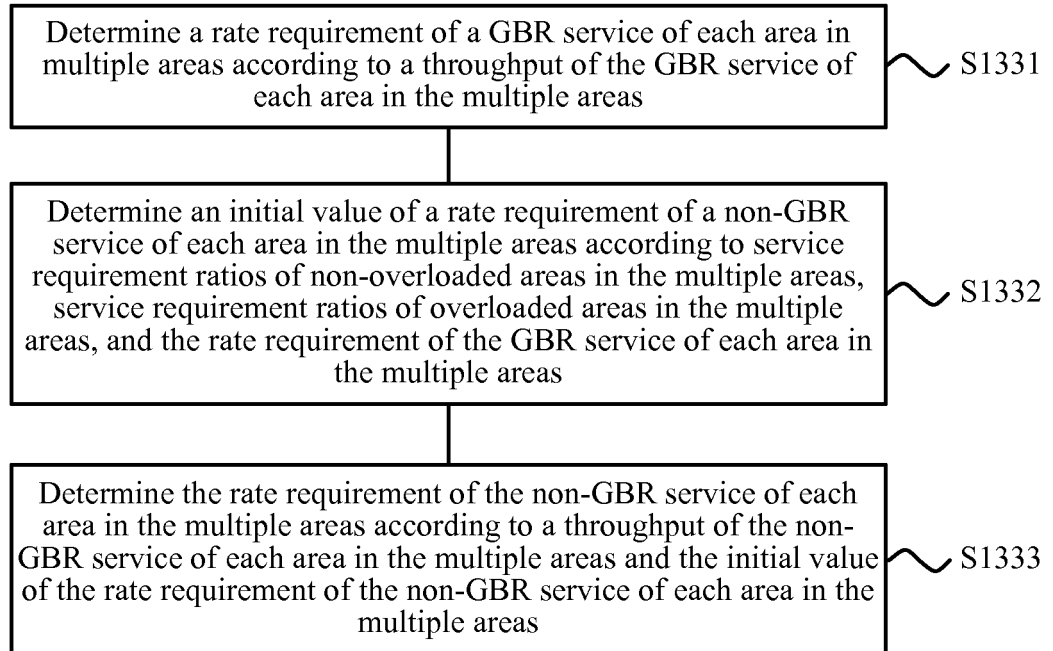 Determine a rate requirement of a GBR service of each area in
multiple areas according to a throughput of the GBR service of
each area in the multiple areas
S1331
Determine an initial value of a rate requirement of a non-GBR
service of each area in the multiple areas according to service
requirement ratios of non-overloaded areas in the multiple areas,
service requirement ratios of overloaded areas in the multiple
areas, and the rate requirement of the GBR service of each area in
the multiple areas
S1332
Determine the rate requirement of the non-GBR service of each
area in the multiple areas according to a throughput of the non-
GBR service of each area in the multiple areas and the initial value
of the rate requirement of the non-GBR service of each area in the
multiple areas
S1333